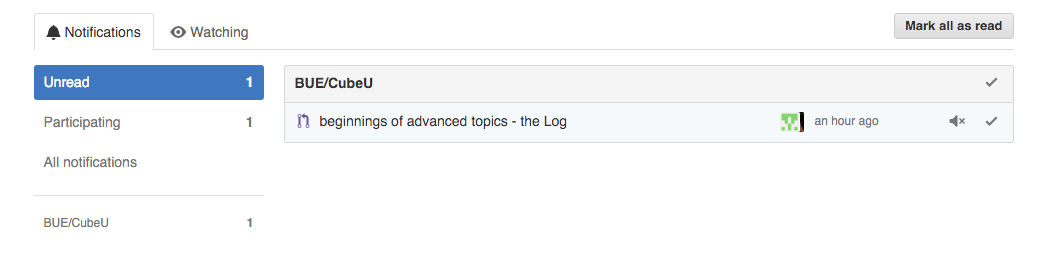 Notifications
Watching
Mark all as read
Unread 1
Participating 1
All notifications
BUE/CubeU 1
BUE/CubeU
beginnings of advanced topics - the Log
an hour ago